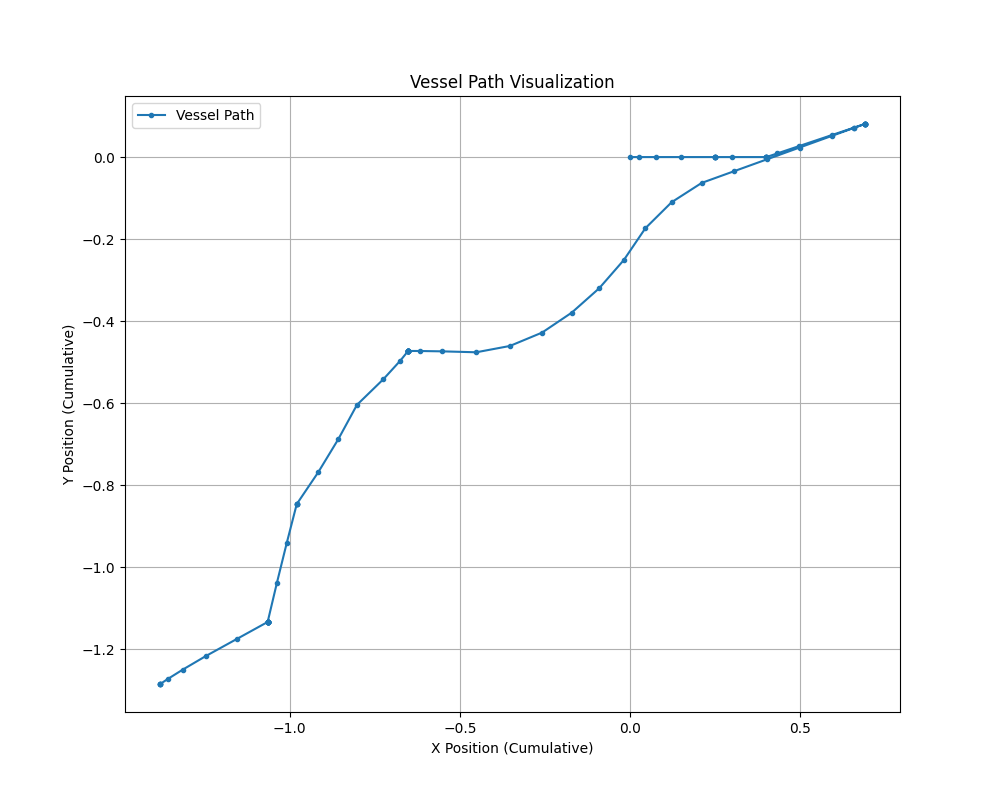 Vessel Path Visualization
Vessel Path
0.0
−0.2
−0.4
−0.6
−0.8
−1.0
−1.2
Y Position (Cumulative)
−1.0 −0.5 0.0 0.5
X Position (Cumulative)